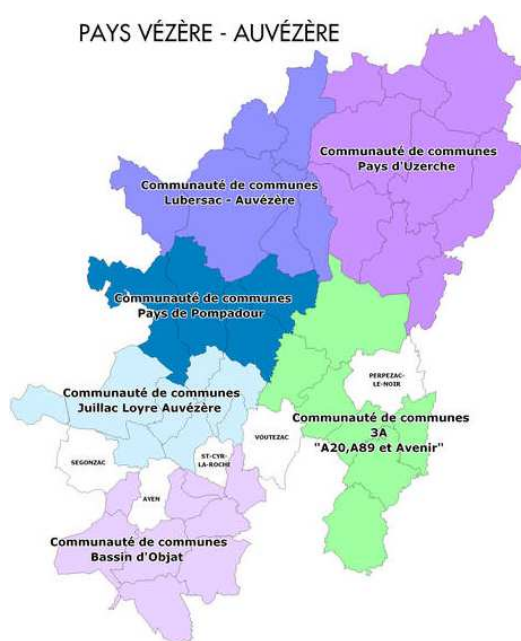 PAYS VÉZÈRE - AUVÉZÈRE
Communauté de communes
Pays d'Uzerche
Communauté de communes
Lubersac - Auvézère
Communauté de communes
Pays de Pompadour
PERPEZAC-
LE-NOIR
Communauté de communes
Juillac Loyre Auvézère
Communauté de communes
3A
"A20,A89 et Avenir"
VOUTEZAC
ST-CYR-
LA-ROCHE
SEGONZAC
AYEN
Communauté de communes
Bassin d'Objat